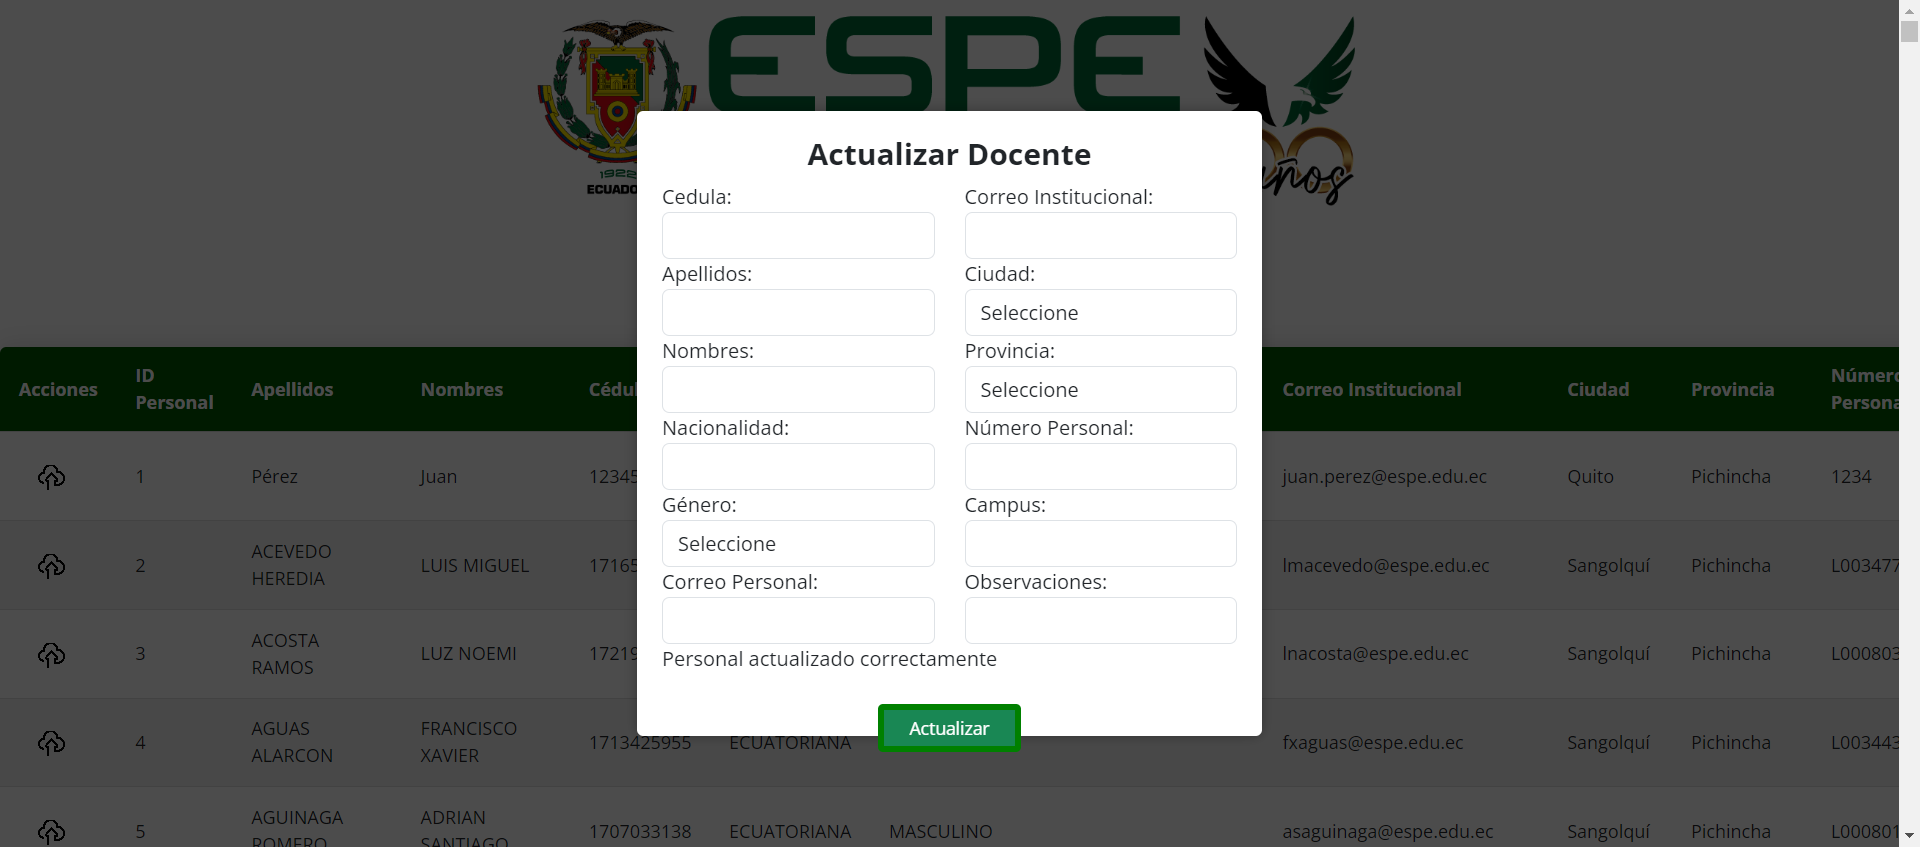 ESPE
1922
ECUADO
años
Actualizar Docente
Cedula:
Correo Institucional:
Apellidos:
Ciudad:
Seleccione
Nombres:
Provincia:
Seleccione
Nacionalidad:
Número Personal:
Género:
Campus:
Seleccione
Correo Personal:
Observaciones:
Personal actualizado correctamente
Actualizar
Acciones ID Personal Apellidos Nombres Cédul Correo Institucional Ciudad Provincia Número Persona
1 Pérez Juan 12345 juan.perez@espe.edu.ec Quito Pichincha 1234
2 ACEVEDO HEREDIA LUIS MIGUEL 17165 lmacevedo@espe.edu.ec Sangolquí Pichincha L003477
3 ACOSTA RAMOS LUZ NOEMI 17219 lnacosta@espe.edu.ec Sangolquí Pichincha L000803
4 AGUAS ALARCON FRANCISCO XAVIER 1713425955 ECUATORIANA fxaguas@espe.edu.ec Sangolquí Pichincha L003443
5 AGUINAGA ROMERO ADRIAN SANTIAGO 1707033138 ECUATORIANA MASCULINO asaguinaga@espe.edu.ec Sangolquí Pichincha L000801